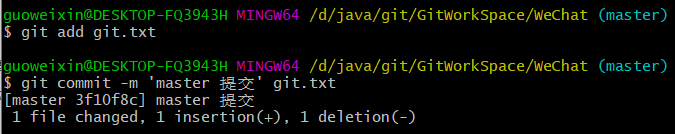 guoweixin@DESKTOP-FQ3943H MINGW64 /d/java/git/GitWorkSpace/WeChat (master)
$ git add git.txt
guoweixin@DESKTOP-FQ3943H MINGW64 /d/java/git/GitWorkSpace/WeChat (master)
$ git commit -m 'master 提交' git.txt
[master 3f10f8c] master 提交
 1 file changed, 1 insertion(+), 1 deletion(-)